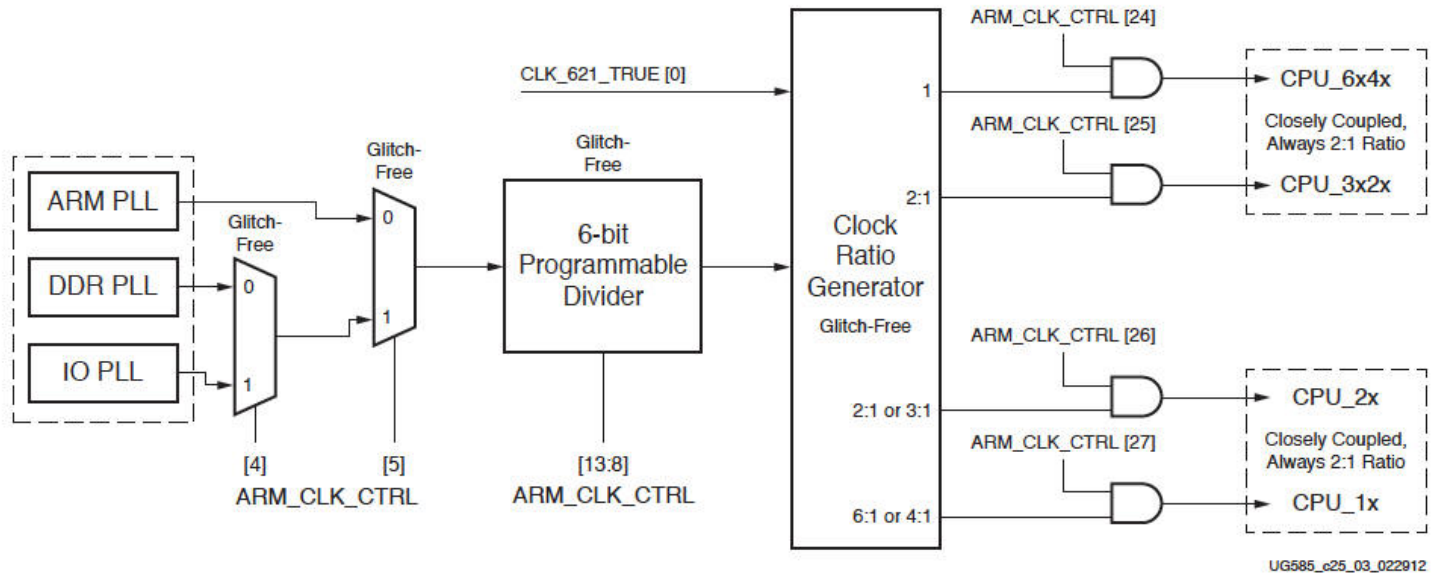 ARM_CLK_CTRL [24]
CLK_621_TRUE [0]
1
CPU_6x4x
Closely Coupled,
Always 2:1 Ratio
ARM_CLK_CTRL [25]
2:1
CPU_3x2x
Glitch-
Free
Glitch-
Free
ARM PLL
0
Glitch-
Free
DDR PLL
0
1
IO PLL
1
6-bit
Programmable
Divider
Clock
Ratio
Generator
Glitch-Free
ARM_CLK_CTRL [26]
2:1 or 3:1
CPU_2x
Closely Coupled,
Always 2:1 Ratio
ARM_CLK_CTRL [27]
6:1 or 4:1
CPU_1x
[4]
[5]
ARM_CLK_CTRL
[13:8]
ARM_CLK_CTRL
UG585_c25_03_022912